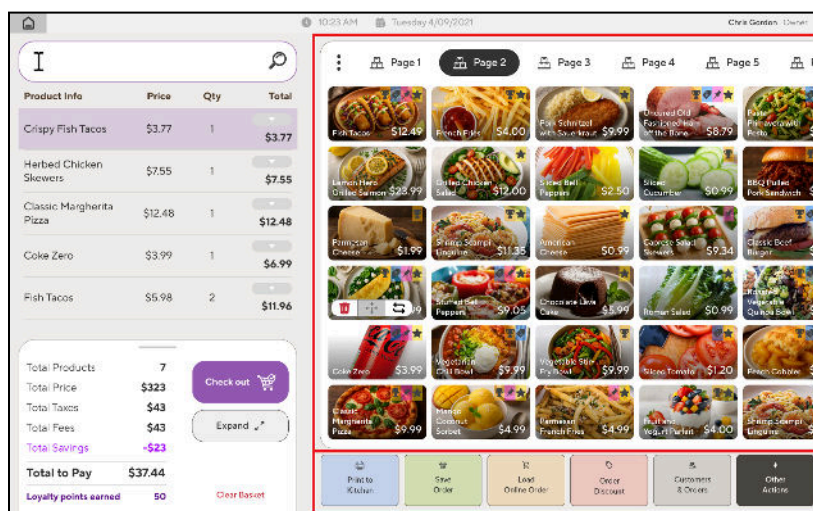 10:23 AM Tuesday 4/09/2021 Chris Gordon Owner
Product Info Price Qty Total
Crispy Fish Tacos $3.77 1 $3.77
Herbed Chicken
Skewers $7.55 1 $7.55
Classic Margherita
Pizza $12.48 1 $12.48
Coke Zero $3.99 1 $6.99
Fish Tacos $5.98 2 $11.96
Total Products 7
Total Price $323
Total Taxes $43
Total Fees $43
Total Savings -$23
Total to Pay $37.44
Loyalty points earned 50
Check out
Expand
Clear Basket
Page 1 Page 2 Page 3 Page 4 Page 5 P
Fish Tacos $12.49
French Fries $4.00
Pork Schnitzel
with Sauerkraut $9.99
Uncured Old
Fashioned Ham
off the Bone $8.79
Pasta
Primavera with
Pesto
Lemon Herb
Grilled Salmon $23.99
Grilled Chicken
Salad $12.00
Sliced Bell
Peppers $2.50
Sliced
Cucumber $0.99
BBQ Pulled
Pork Sandwich
Parmesan
Cheese $1.99
Shrimp Scampi
Linguine $11.35
American
Cheese $0.99
Caprese Salad
Skewers $9.34
Classic Beef
Burger
Stuffed Bell
Peppers $9.05
Chocolate Lava
Cake $5.99
Roman Salad $0.99
Vegetable
Quinoa Bowl
Coke Zero $3.99
Vegetarian
Chili Bowl $9.99
Vegetable Stir
Fry Bowl $9.99
Sliced Tomato $1.20
Peach Cobbler
Classic
Margherita
Pizza $9.99
Mango
Coconut
Sorbet $4.99
Parmesan
French Fries $4.99
Fruit and
Yogurt Parfait $4.00
Shrimp Scampi
Linguine
Print to
Kitchen
Save
Order
Load
Online Order
Order
Discount
Customers
& Orders
Other
Actions